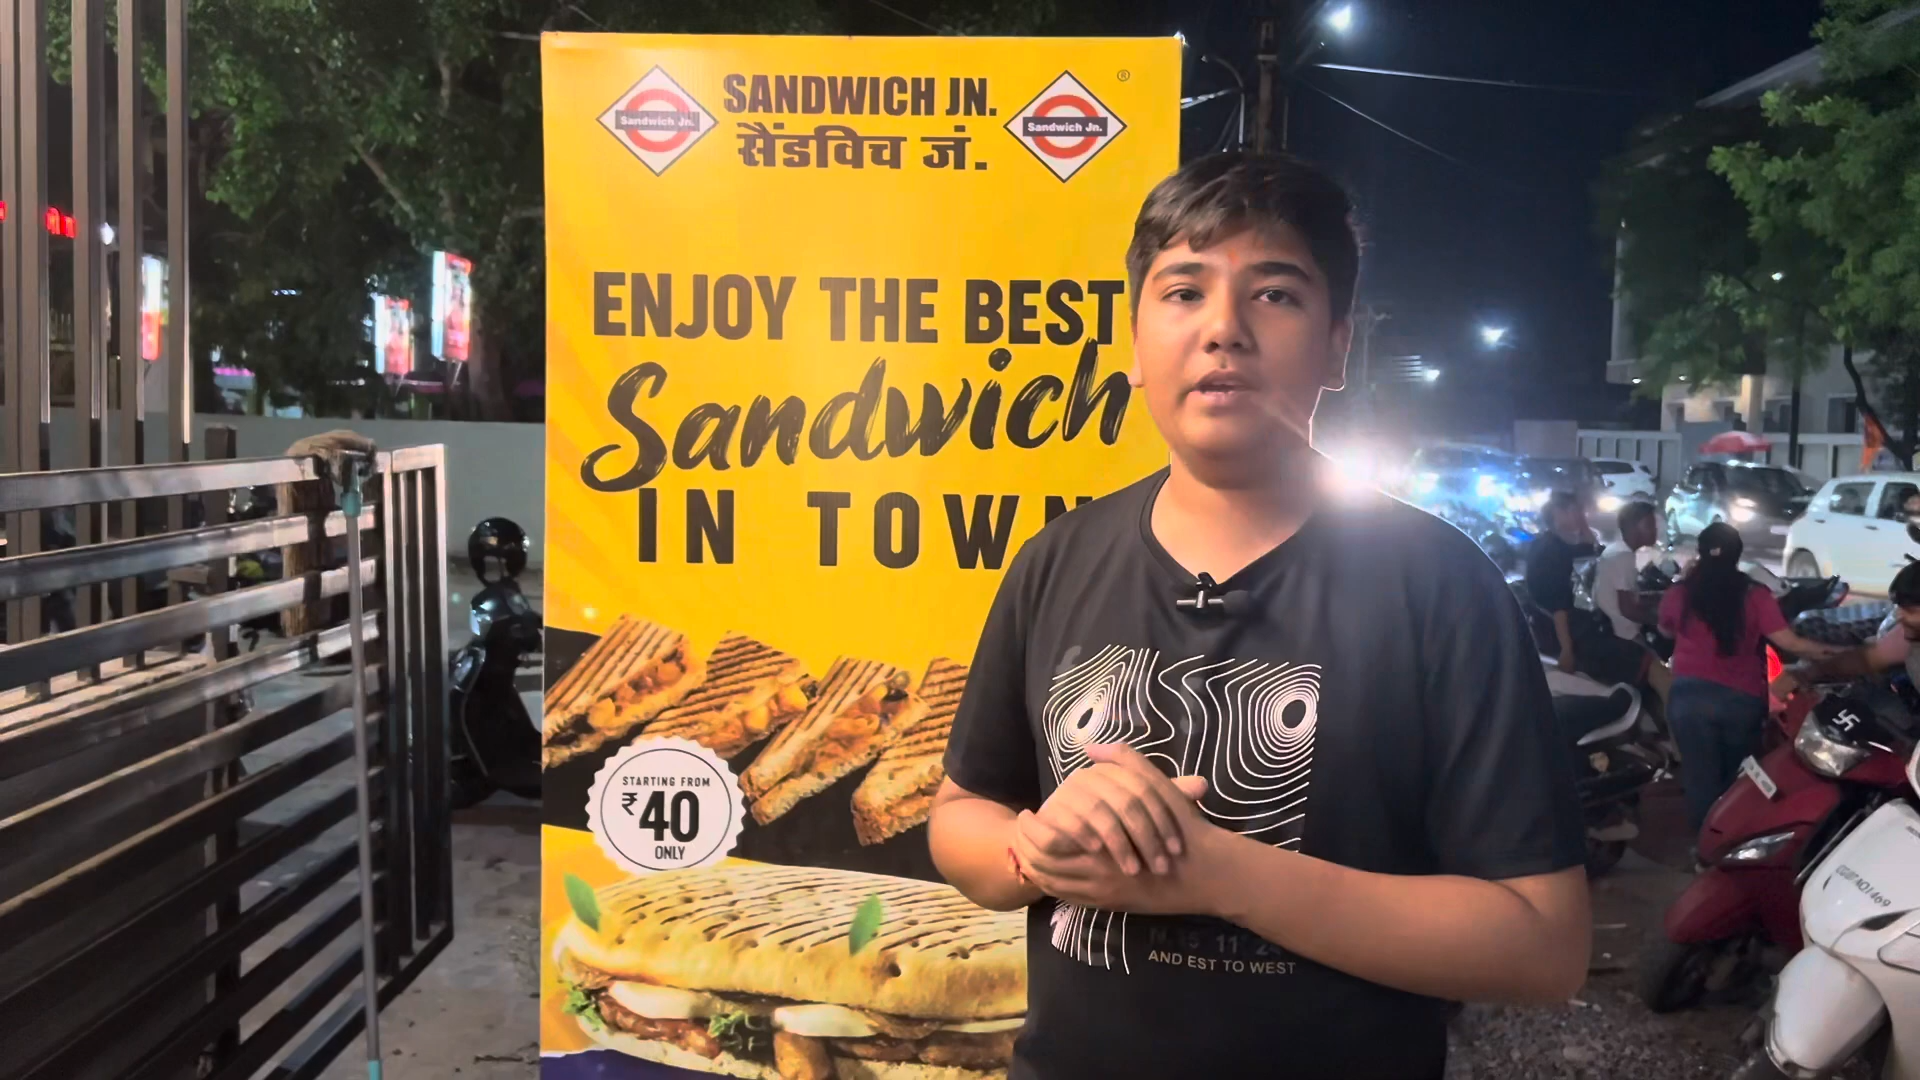 SANDWICH JN.
सैंडविच जं.
®
Sandwich Jn.
Sandwich Jn.
ENJOY THE BEST
Sandwich
IN TOWN
STARTING FROM
₹40
ONLY
AND EST TO WEST